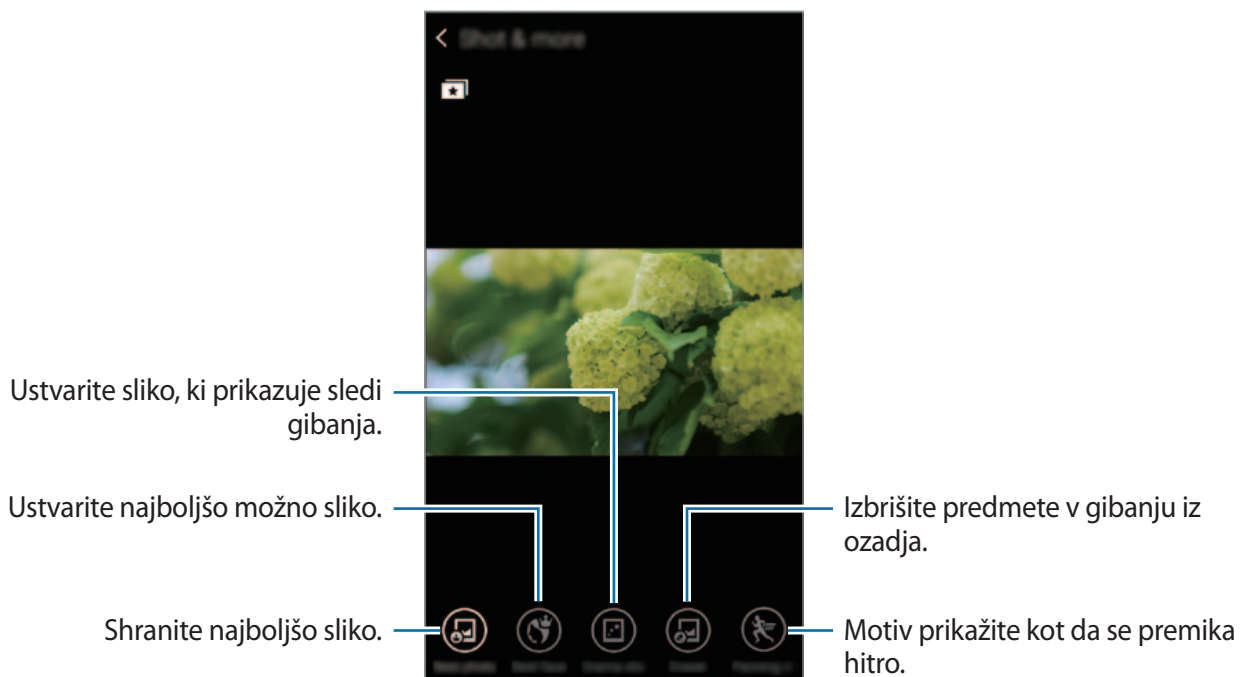 Shot & more
Ustvarite sliko, ki prikazuje sledi
gibanja.
Ustvarite najboljšo možno sliko.
Shranite najboljšo sliko.
Izbrišite predmete v gibanju iz
ozadja.
Motiv prikažite kot da se premika
hitro.